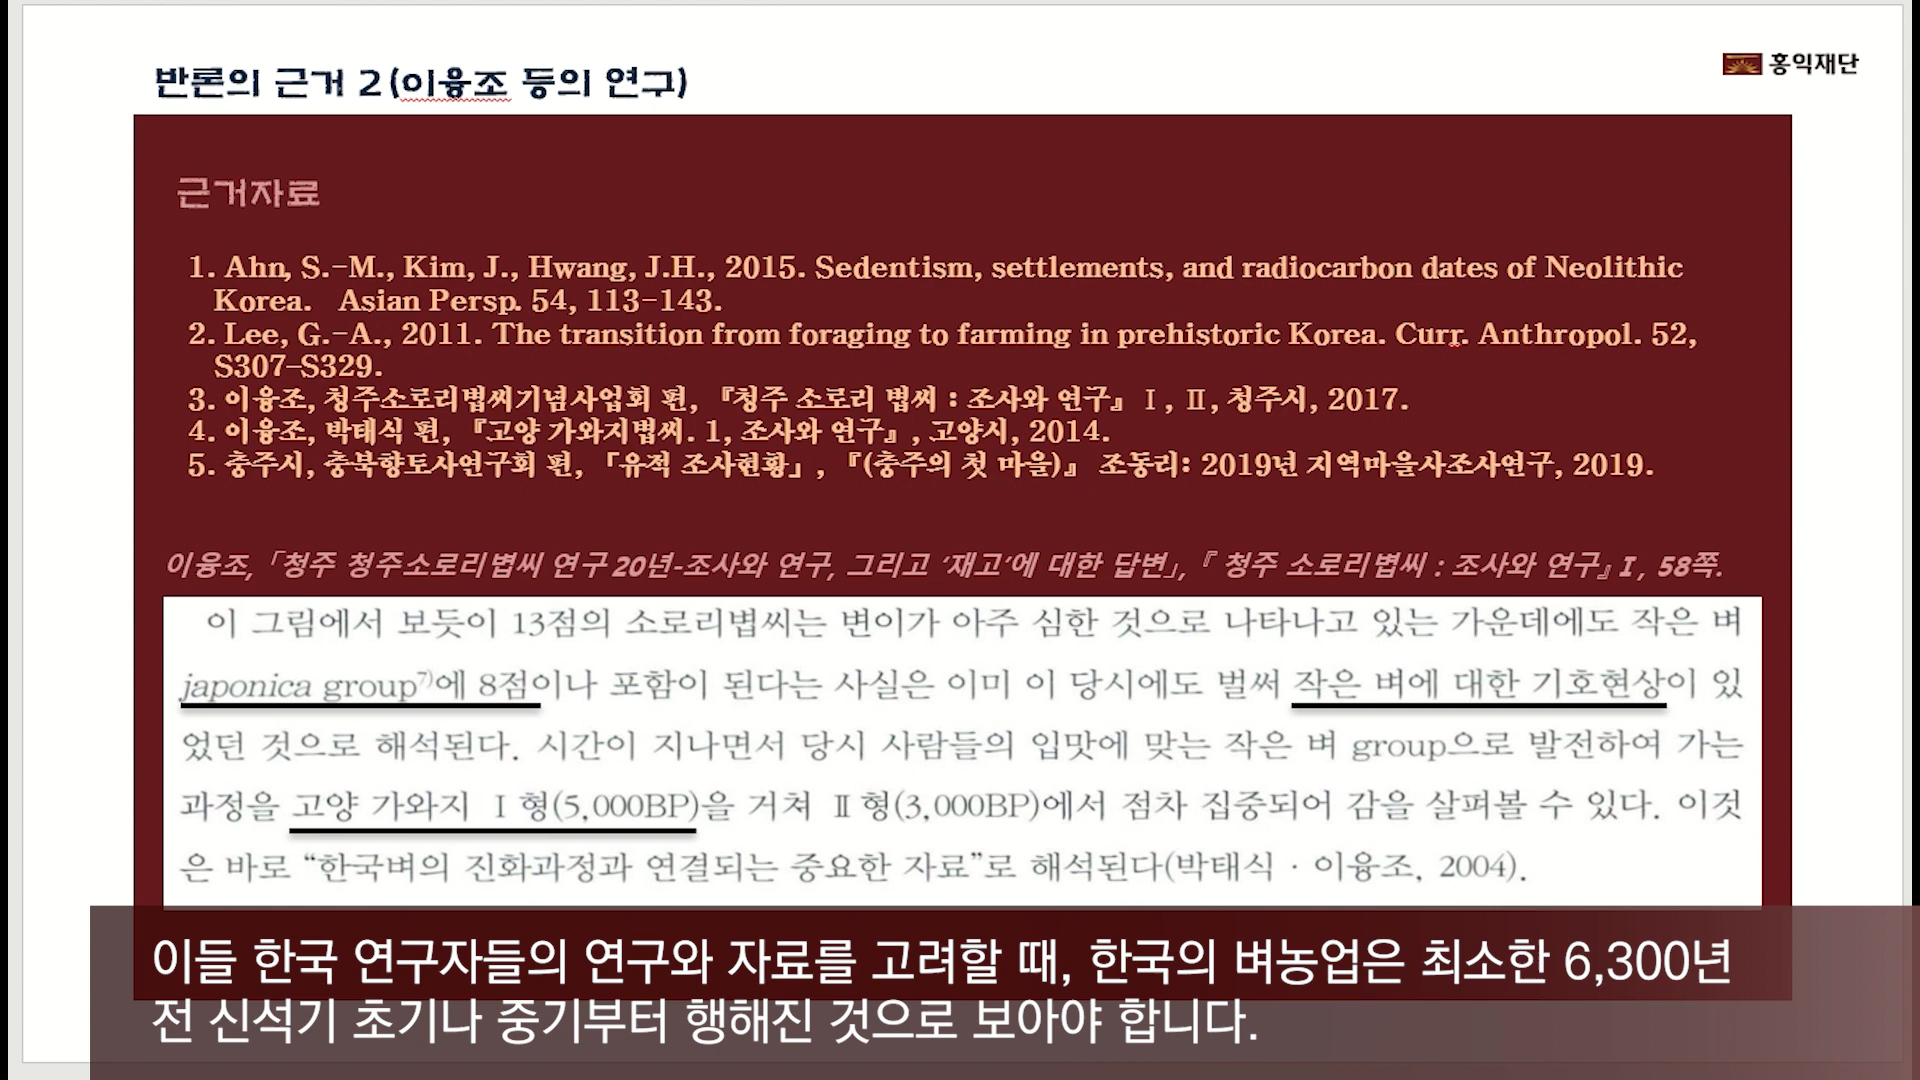 반론의 근거 2(이융조 등의 연구)
홍익재단
근거자료
1. Ahn, S.-M., Kim, J., Hwang, J.H., 2015. Sedentism, settlements, and radiocarbon dates of Neolithic
Korea. Asian Persp. 54, 113-143.
2. Lee, G.-A., 2011. The transition from foraging to farming in prehistoric Korea. Curr. Anthropol. 52,
S307-S329.
3. 이융조, 청주소로리볍씨기념사업회 편, 『청주 소로리 볍씨 : 조사와 연구』 Ⅰ, Ⅱ, 청주시, 2017.
4. 이융조, 박태식 편, 『고양 가와지볍씨. 1, 조사와 연구』, 고양시, 2014.
5. 충주시, 충북향토사연구회 편, 「유적 조사현황」, 『(충주의 첫 마을)』 조동리: 2019년 지역마을사조사연구, 2019.
이융조, 「청주 청주소로리볍씨 연구 20년-조사와 연구, 그리고 '재고'에 대한 답변」, 『 청주 소로리볍씨 : 조사와 연구』Ⅰ, 58쪽.
이 그림에서 보듯이 13점의 소로리볍씨는 변이가 아주 심한 것으로 나타나고 있는 가운데에도 작은 벼
japonica group7)에 8점이나 포함이 된다는 사실은 이미 이 당시에도 벌써 작은 벼에 대한 기호현상이 있
었던 것으로 해석된다. 시간이 지나면서 당시 사람들의 입맛에 맞는 작은 벼 group으로 발전하여 가는
과정을 고양 가와지 Ⅰ형(5,000BP)을 거쳐 Ⅱ형(3,000BP)에서 점차 집중되어 감을 살펴볼 수 있다. 이것
은 바로 “한국벼의 진화과정과 연결되는 중요한 자료”로 해석된다(박태식 · 이융조, 2004).
이들 한국 연구자들의 연구와 자료를 고려할 때, 한국의 벼농업은 최소한 6,300년
전 신석기 초기나 중기부터 행해진 것으로 보아야 합니다.